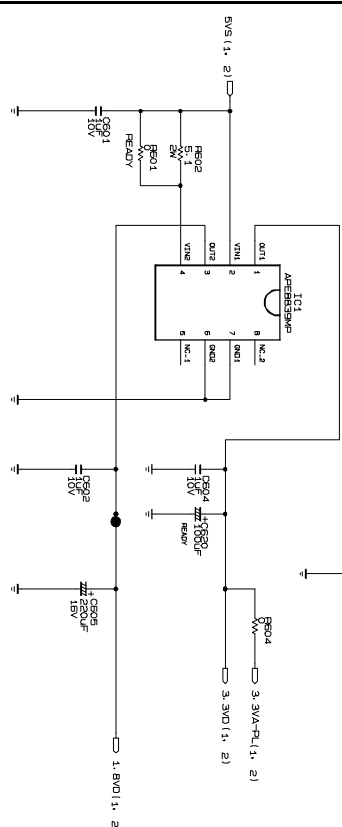 5VS (1, 2)
C601
1uF
10V
R601
0
READY
R602
5.1
2W
VIN2
OUT2
VIN1
OUT1
4
3
2
1
IC1
APE8839MP
5
6
7
8
NC_1
GND2
GND1
NC_2
C602
1uF
10V
C604
1uF
10V
+C620
100uF
READY
+C605
220uF
16V
R604
0
3.3VA-PL(1, 2)
3.3VD (1, 2)
1.8VD (1, 2